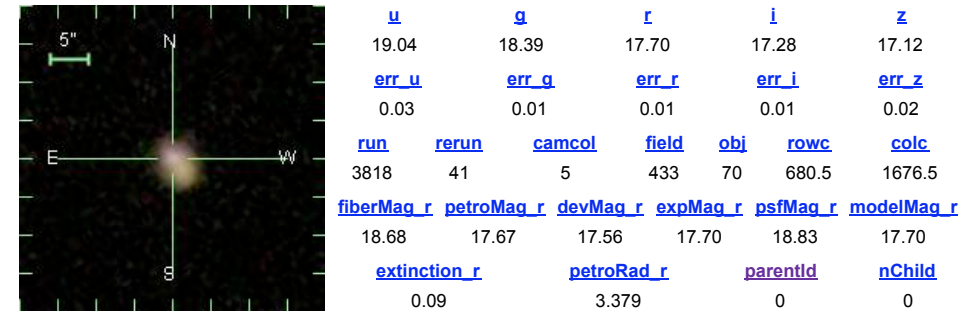 5"
N
E
W
S
u g r i z
19.04 18.39 17.70 17.28 17.12
err_u err_g err_r err_i err_z
0.03 0.01 0.01 0.01 0.02
run rerun camcol field obj rowc colc
3818 41 5 433 70 680.5 1676.5
fiberMag_r petroMag_r devMag_r expMag_r psfMag_r modelMag_r
18.68 17.67 17.56 17.70 18.83 17.70
extinction_r petroRad_r parentId nChild
0.09 3.379 0 0